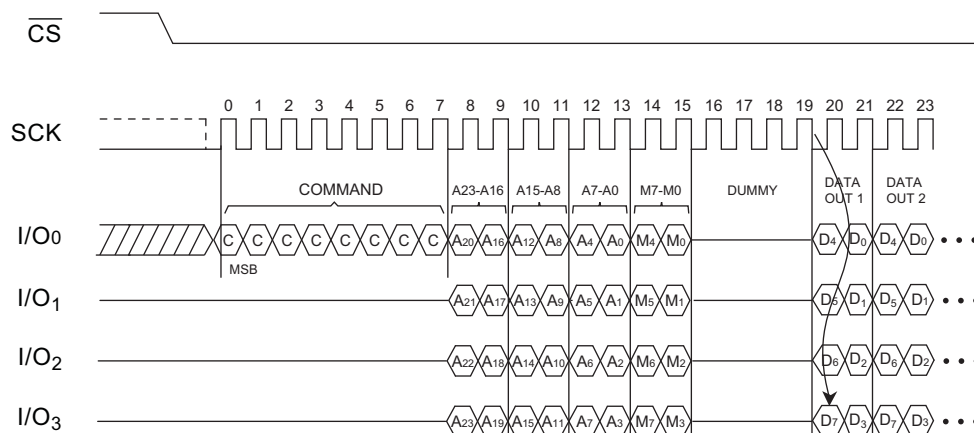 CS
0 1 2 3 4 5 6 7 8 9 10 11 12 13 14 15 16 17 18 19 20 21 22 23
SCK
COMMAND A23-A16 A15-A8 A7-A0 M7-M0 DUMMY DATA OUT 1 DATA OUT 2
I/O0 C C C C C C C C A20 A16 A12 A8 A4 A0 M4 M0 D4 D0 D4 D0 • • •
MSB
I/O1 A21 A17 A13 A9 A5 A1 M5 M1 D5 D1 D5 D1 • • •
I/O2 A22 A18 A14 A10 A6 A2 M6 M2 D6 D2 D6 D2 • • •
I/O3 A23 A19 A15 A11 A7 A3 M7 M3 D7 D3 D7 D3 • • •